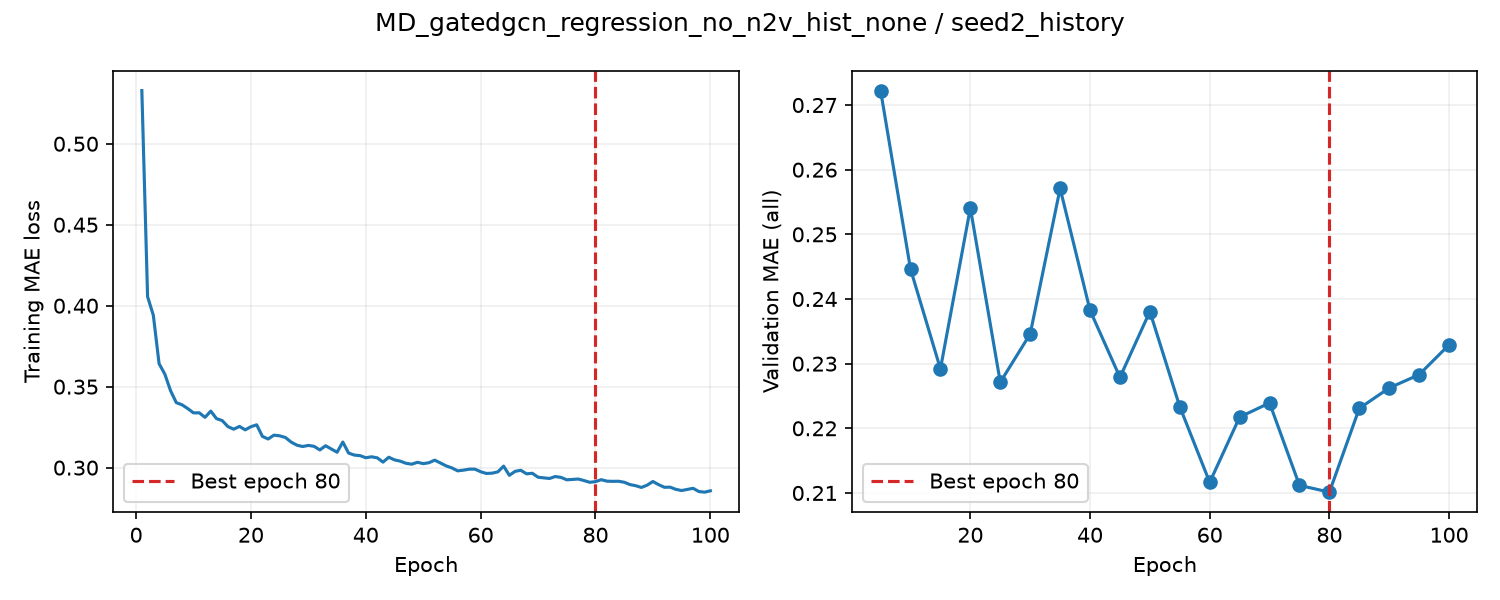 MD_gatedgcn_regression_no_n2v_hist_none / seed2_history
Training MAE loss
0.50
0.45
0.40
0.35
0.30
Best epoch 80
0 20 40 60 80 100
Epoch
Validation MAE (all)
0.27
0.26
0.25
0.24
0.23
0.22
0.21
Best epoch 80
20 40 60 80 100
Epoch